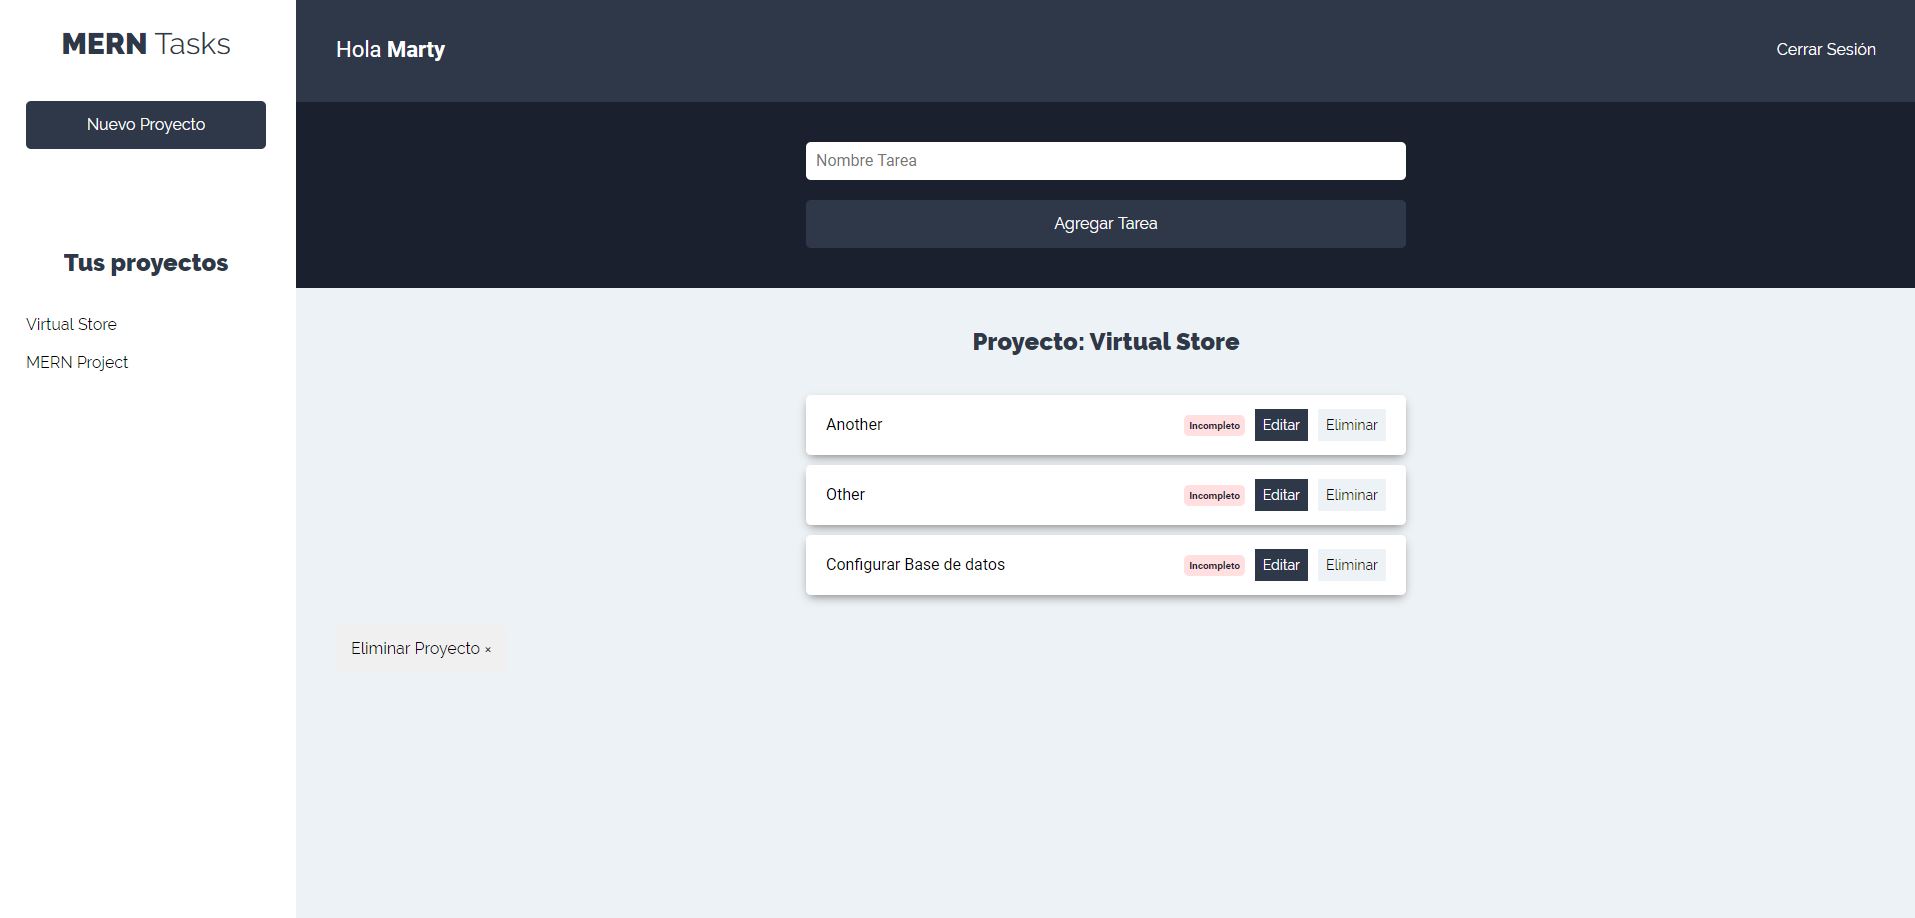 MERN Tasks
Nuevo Proyecto
Tus proyectos
Virtual Store
MERN Project
Hola Marty
Cerrar Sesión
Nombre Tarea
Agregar Tarea
Proyecto: Virtual Store
Another Incompleto Editar Eliminar
Other Incompleto Editar Eliminar
Configurar Base de datos Incompleto Editar Eliminar
Eliminar Proyecto ×